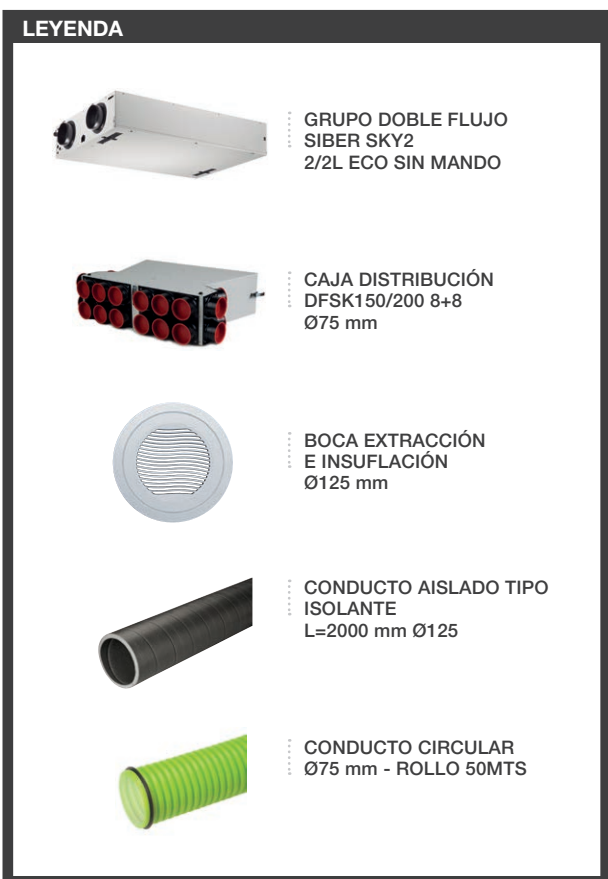 LEYENDA
GRUPO DOBLE FLUJO
SIBER SKY2
2/2L ECO SIN MANDO
CAJA DISTRIBUCIÓN
DFSK150/200 8+8
Ø75 mm
BOCA EXTRACCIÓN
E INSUFLACIÓN
Ø125 mm
CONDUCTO AISLADO TIPO
ISOLANTE
L=2000 mm Ø125
CONDUCTO CIRCULAR
Ø75 mm - ROLLO 50MTS